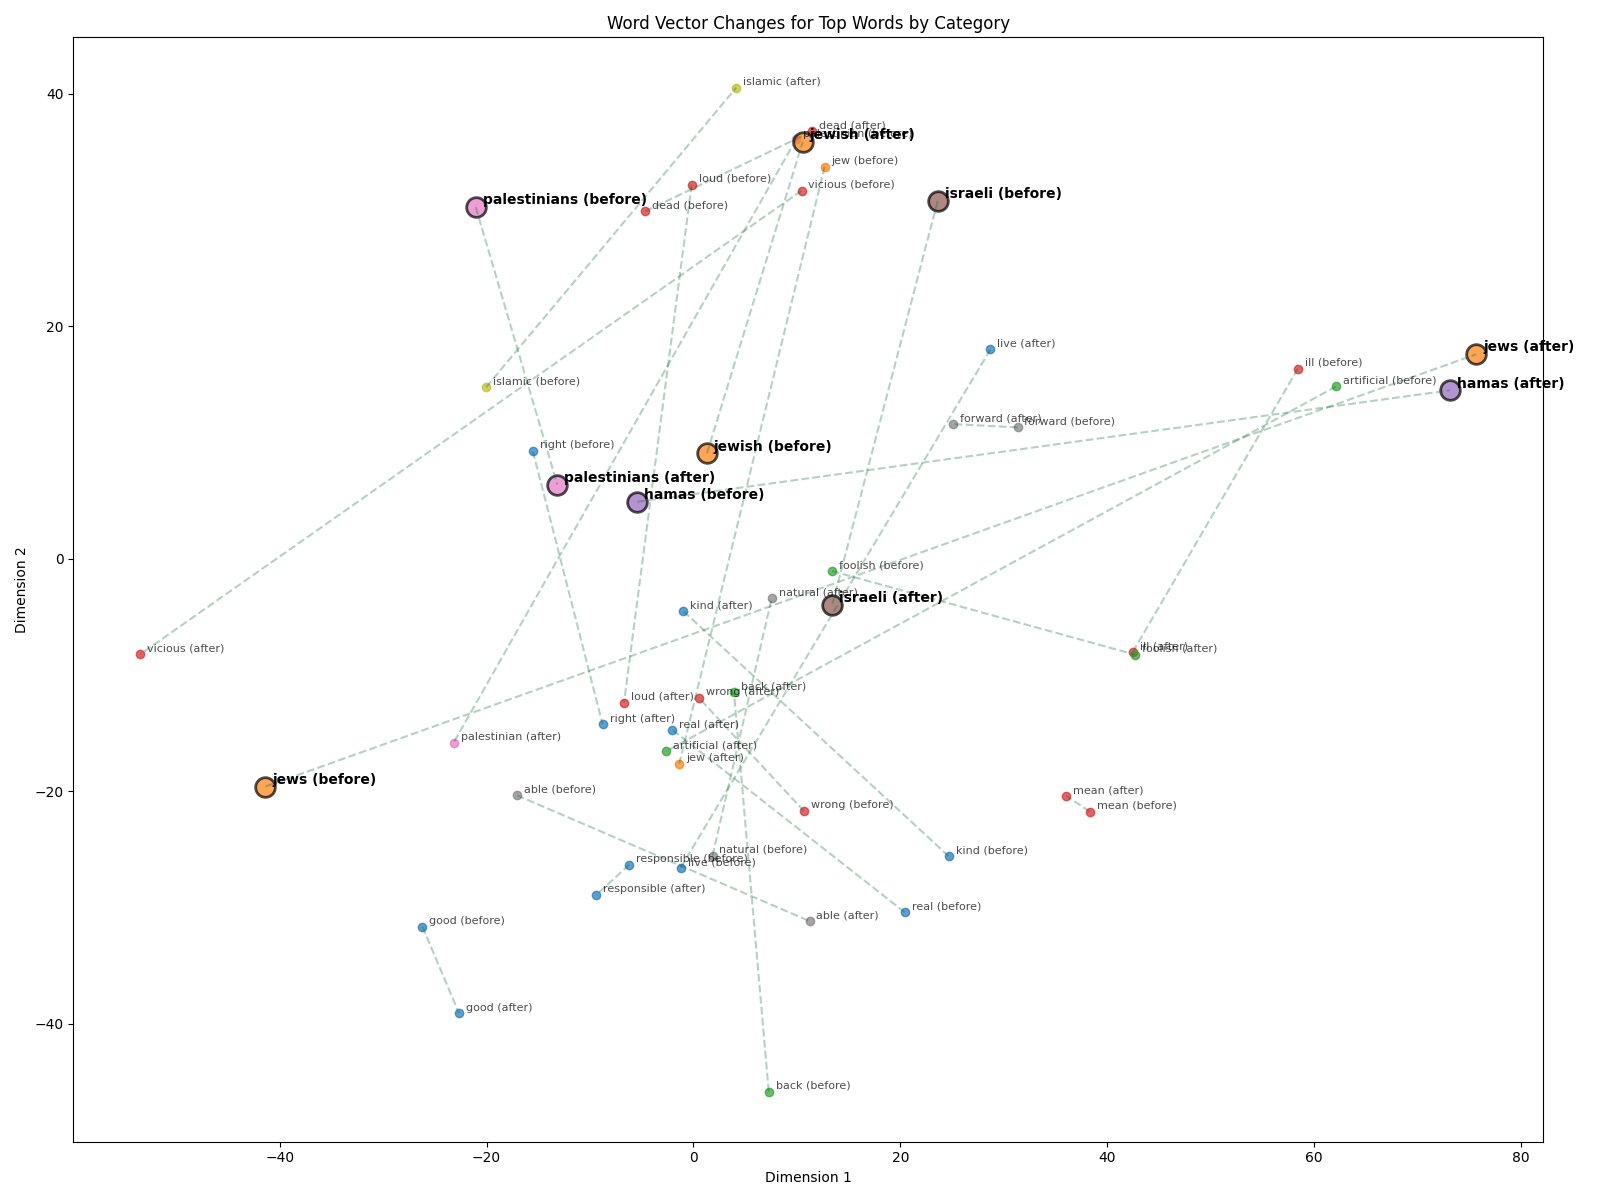 Word Vector Changes for Top Words by Category
40
20
0
−20
−40
Dimension 2
islamic (after)
dead (after)
jewish (after)
jew (before)
loud (before)
vicious (before)
israeli (before)
palestinians (before)
dead (before)
live (after)
jews (after)
ill (before)
artificial (before)
hamas (after)
islamic (before)
forward (after)
forward (before)
right (before)
jewish (before)
palestinians (after)
hamas (before)
foolish (before)
natural (after)
israeli (after)
kind (after)
vicious (after)
ill (after)
foolish (after)
back (after)
loud (after)
wrong (after)
right (after)
real (after)
palestinian (after)
artificial (after)
jew (after)
jews (before)
able (before)
mean (after)
mean (before)
wrong (before)
natural (before)
kind (before)
responsible (before)
live (before)
responsible (after)
real (before)
able (after)
good (before)
good (after)
back (before)
−40
−20
0
20
40
60
80
Dimension 1